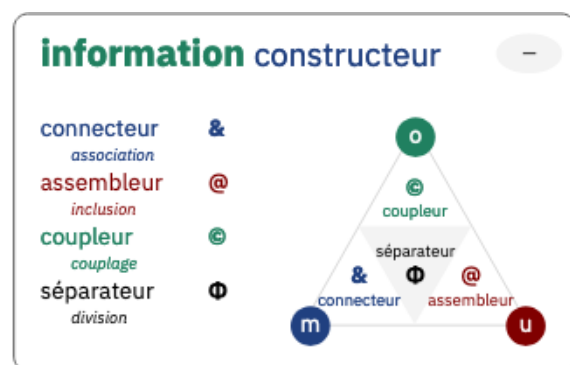 information constructeur
–
connecteur &
association
assembleur @
inclusion
coupleur ©
couplage
séparateur Φ
division
o
©
coupleur
séparateur
& Φ @
connecteur assembleur
m u